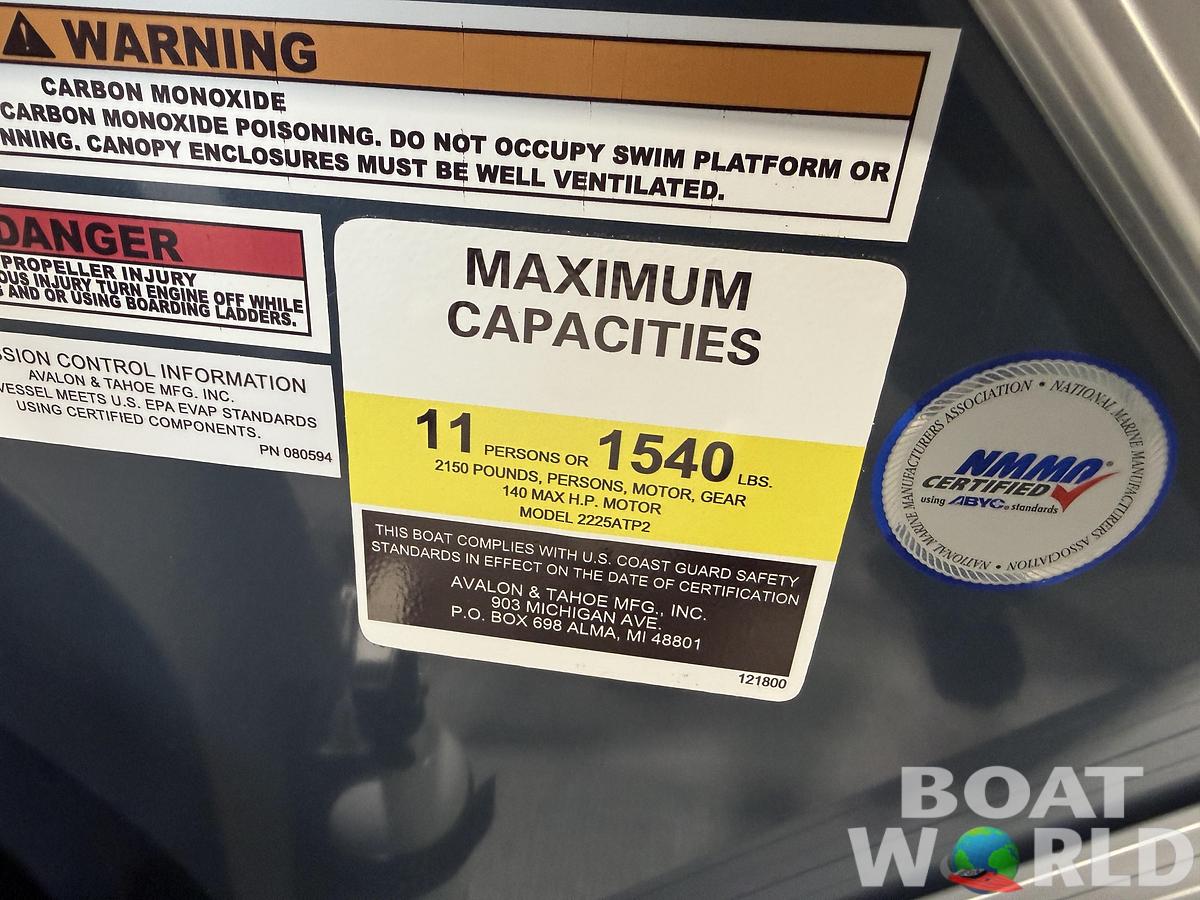 WARNING
CARBON MONOXIDE
CARBON MONOXIDE POISONING. DO NOT OCCUPY SWIM PLATFORM OR
NNING. CANOPY ENCLOSURES MUST BE WELL VENTILATED.
DANGER
PROPELLER INJURY
OUS INJURY TURN ENGINE OFF WHILE
AND OR USING BOARDING LADDERS.
SSION CONTROL INFORMATION
AVALON & TAHOE MFG. INC.
VESSEL MEETS U.S. EPA EVAP STANDARDS
USING CERTIFIED COMPONENTS.
PN 080594
MAXIMUM
CAPACITIES
11 PERSONS OR 1540 LBS.
2150 POUNDS, PERSONS, MOTOR, GEAR
140 MAX H.P. MOTOR
MODEL 2225ATP2
THIS BOAT COMPLIES WITH U.S. COAST GUARD SAFETY
STANDARDS IN EFFECT ON THE DATE OF CERTIFICATION
AVALON & TAHOE MFG., INC.
903 MICHIGAN AVE.
P.O. BOX 698 ALMA, MI 48801
121800
NATIONAL MARINE MANUFACTURERS ASSOCIATION • NATIONAL MARINE MANUFACTURERS ASSOCIATION •
NMMA®
CERTIFIED
using ABYC® standards
BOAT
WORLD